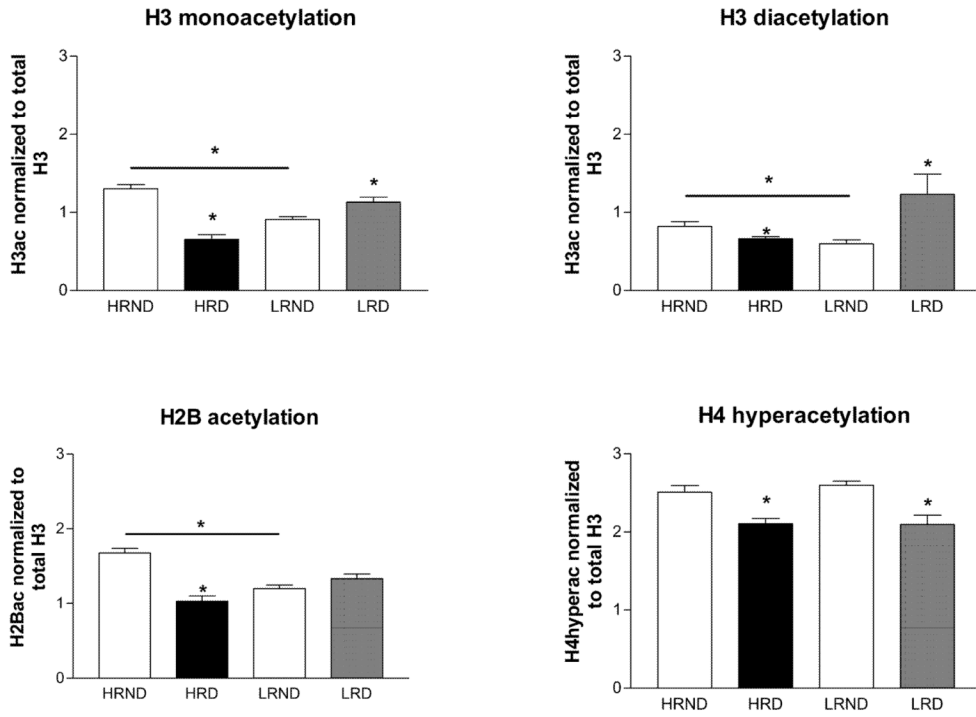 H3 monoacetylation
H3ac normalized to total
H3
3
2
1
0
*
*
*
HRND HRD LRND LRD
H3 diacetylation
H3ac normalized to total
H3
3
2
1
0
*
*
*
HRND HRD LRND LRD
H2B acetylation
H2Bac normalized to
total H3
3
2
1
0
*
*
HRND HRD LRND LRD
H4 hyperacetylation
H4hyperac normalized
to total H3
3
2
1
0
*
*
HRND HRD LRND LRD